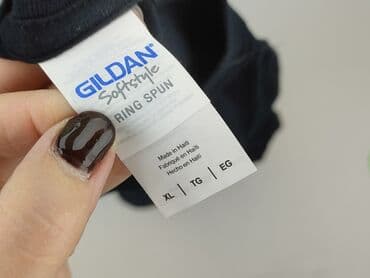 GILDAN
Softstyle
RING SPUN
Made in Haiti
Fabriqué en Haïti
Hecho en Haití
XL | TG | EG